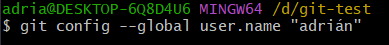 adria@DESKTOP-6Q8D4U6 MINGW64 /d/git-test
$ git config --global user.name "adrián"